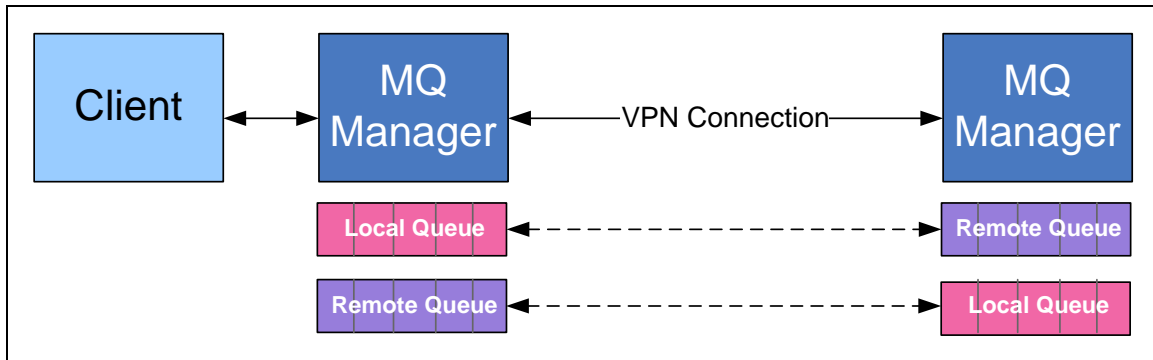 Client
MQ
Manager
VPN Connection
MQ
Manager
Local Queue
Remote Queue
Remote Queue
Local Queue